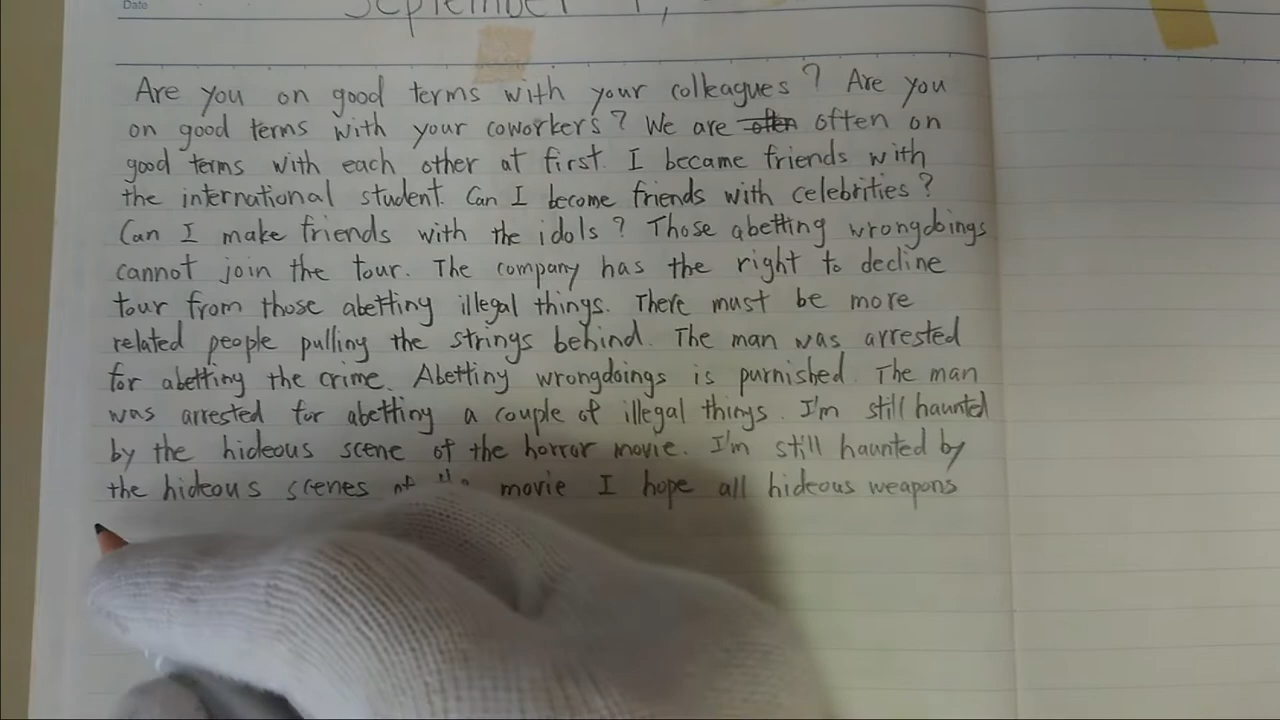 Date
September
Are you on good terms with your colleagues? Are you
on good terms with your coworkers? We are often often on
good terms with each other at first. I became friends with
the international student. Can I become friends with celebrities?
Can I make friends with the idols? Those abetting wrongdoings
cannot join the tour. The company has the right to decline
tour from those abetting illegal things. There must be more
related people pulling the strings behind. The man was arrested
for abetting the crime. Abetting wrongdoings is purnished. The man
was arrested for abetting a couple of illegal things. I'm still haunted
by the hideous scene of the horror movie. I'm still haunted by
the hideous scenes of the movie I hope all hideous weapons